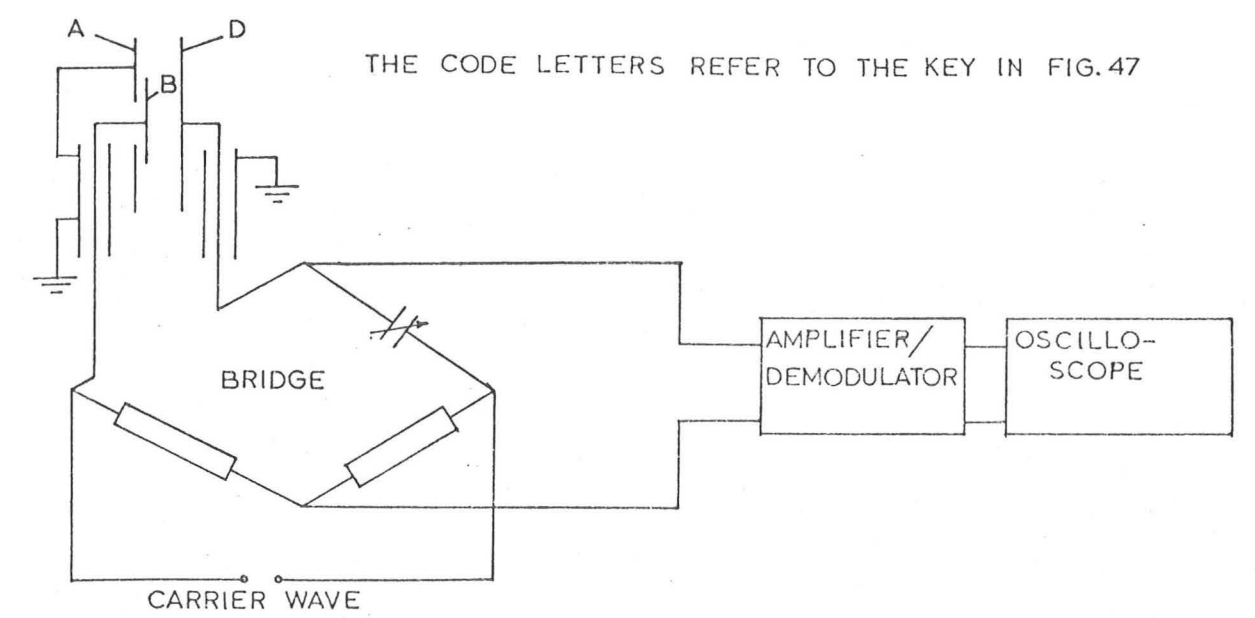 A
D
THE CODE LETTERS REFER TO THE KEY IN FIG. 47
B
AMPLIFIER/
DEMODULATOR
OSCILLO-
SCOPE
BRIDGE
CARRIER WAVE